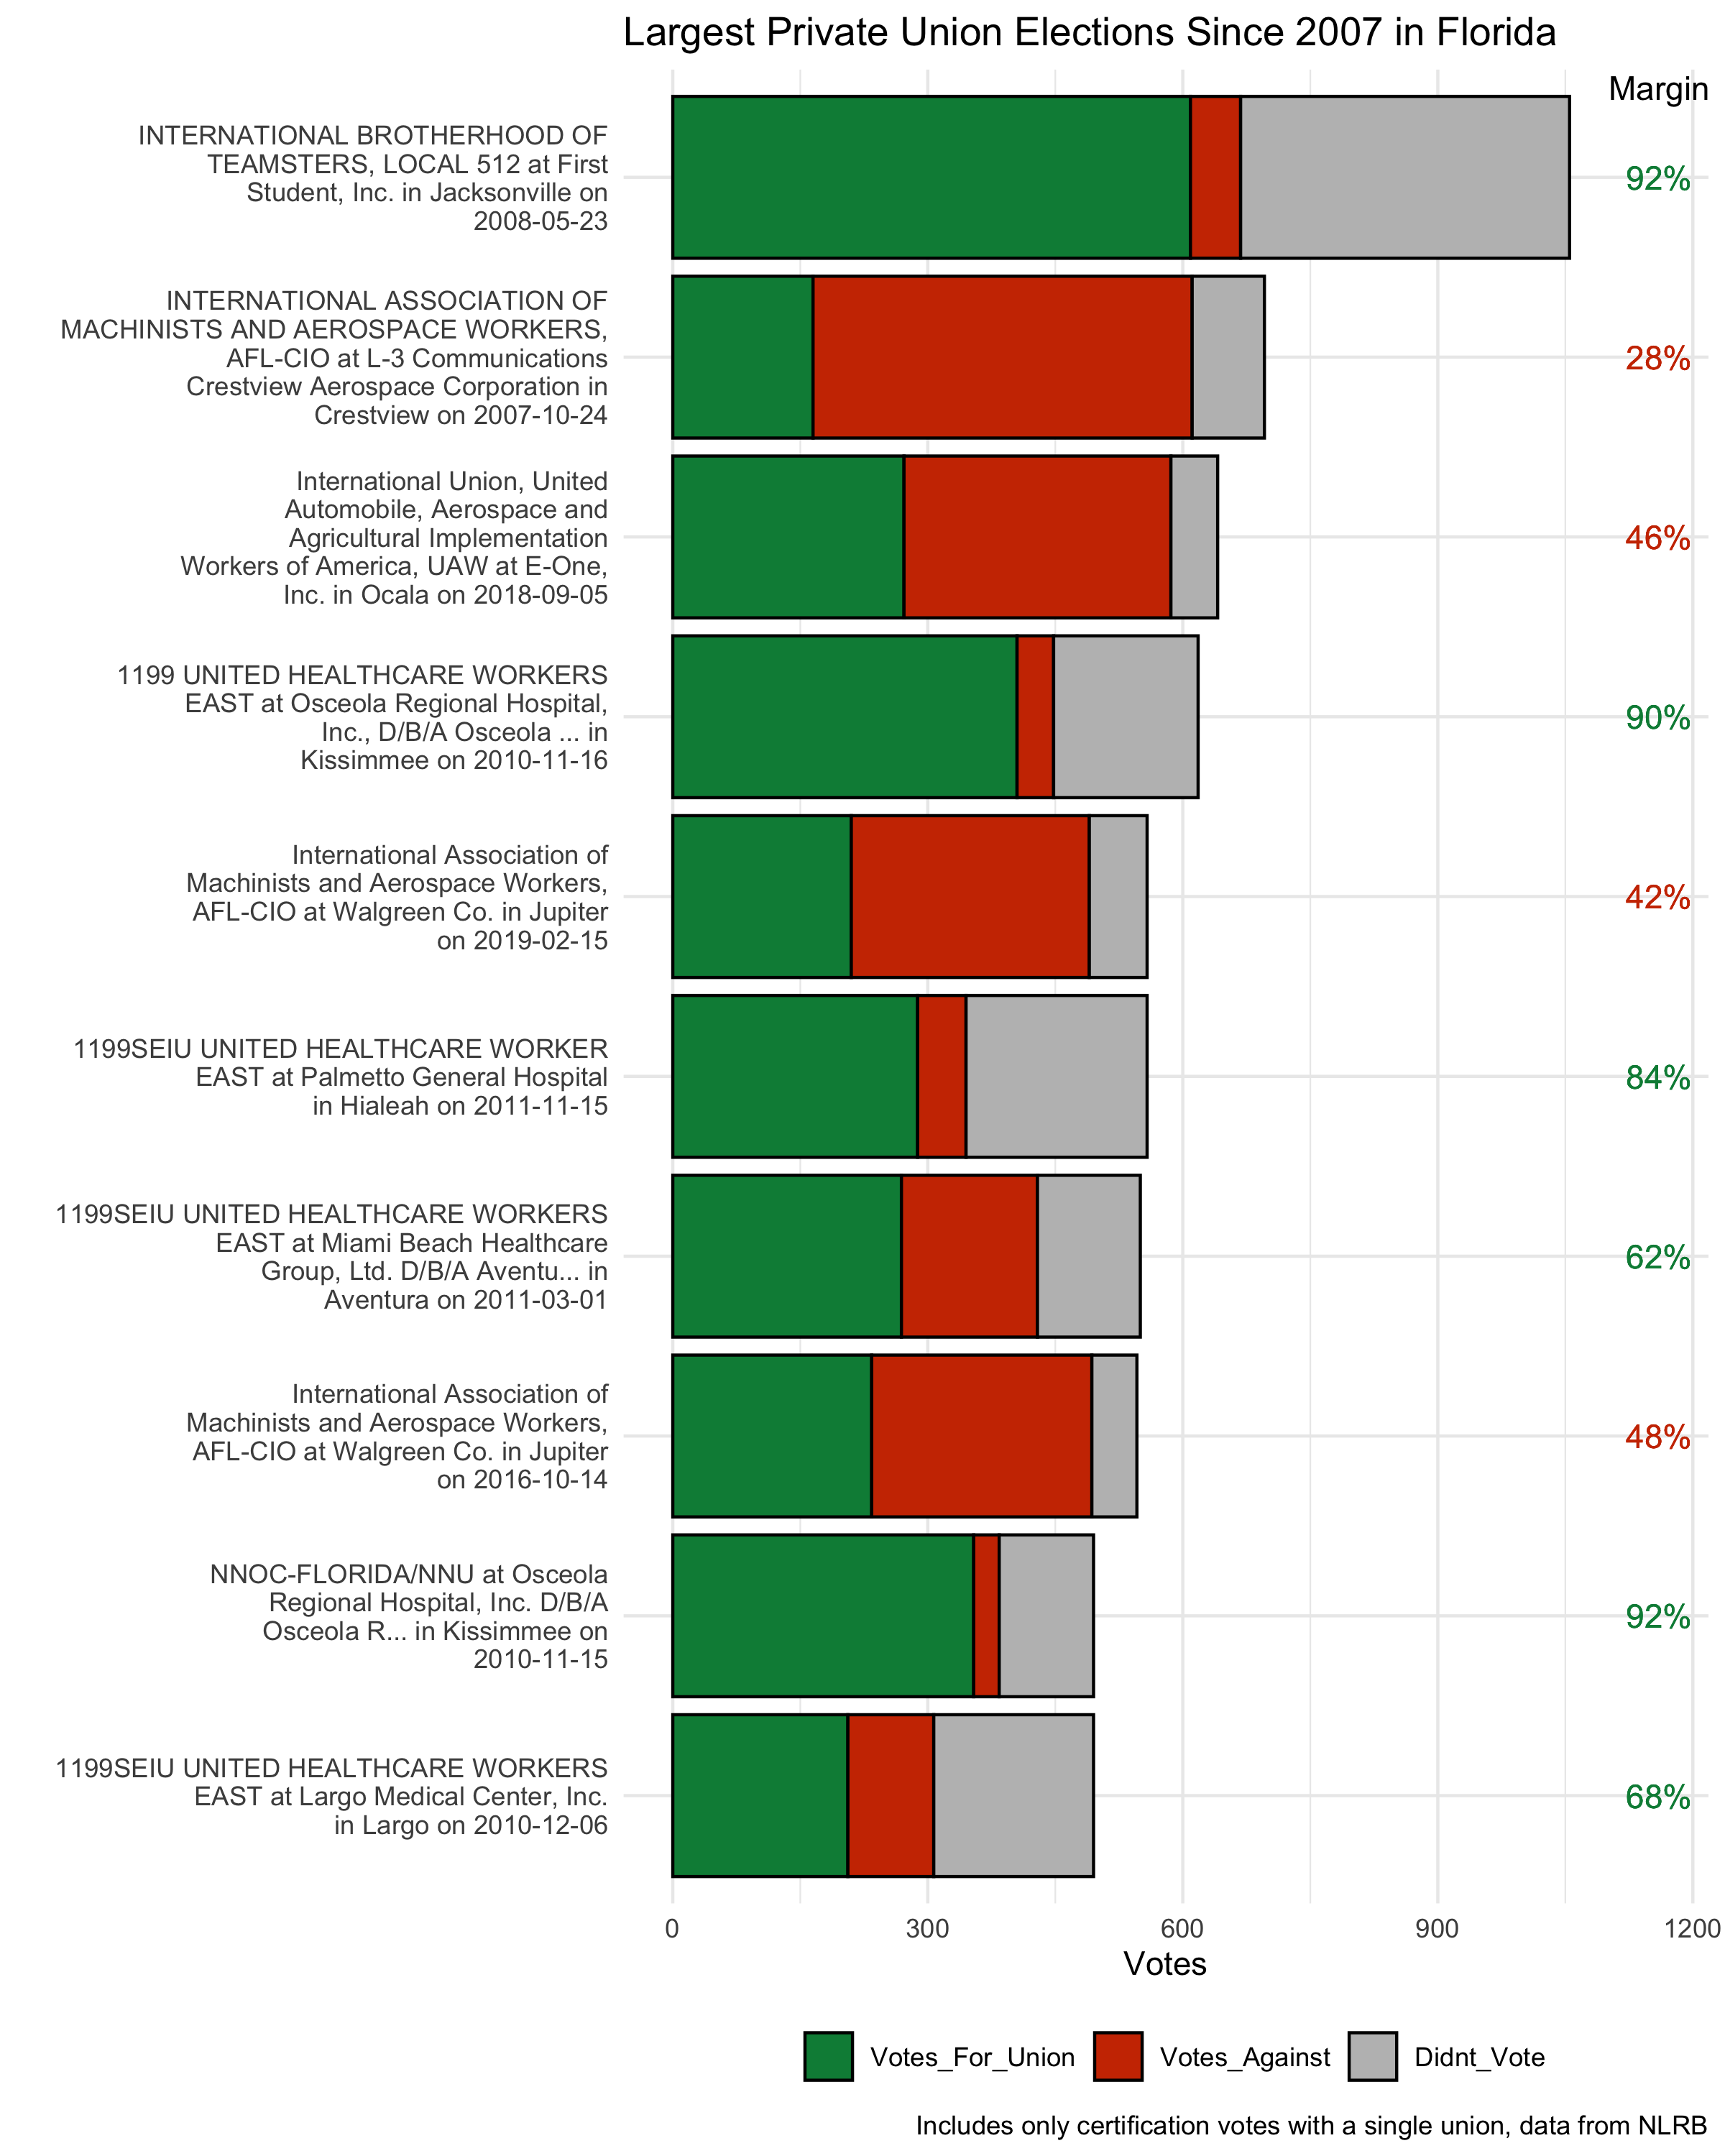 Largest Private Union Elections Since 2007 in Florida
Margin
INTERNATIONAL BROTHERHOOD OF
TEAMSTERS, LOCAL 512 at First
Student, Inc. in Jacksonville on
2008-05-23
92%
INTERNATIONAL ASSOCIATION OF
MACHINISTS AND AEROSPACE WORKERS,
AFL-CIO at L-3 Communications
Crestview Aerospace Corporation in
Crestview on 2007-10-24
28%
International Union, United
Automobile, Aerospace and
Agricultural Implementation
Workers of America, UAW at E-One,
Inc. in Ocala on 2018-09-05
46%
1199 UNITED HEALTHCARE WORKERS
EAST at Osceola Regional Hospital,
Inc., D/B/A Osceola ... in
Kissimmee on 2010-11-16
90%
International Association of
Machinists and Aerospace Workers,
AFL-CIO at Walgreen Co. in Jupiter
on 2019-02-15
42%
1199SEIU UNITED HEALTHCARE WORKER
EAST at Palmetto General Hospital
in Hialeah on 2011-11-15
84%
1199SEIU UNITED HEALTHCARE WORKERS
EAST at Miami Beach Healthcare
Group, Ltd. D/B/A Aventu... in
Aventura on 2011-03-01
62%
International Association of
Machinists and Aerospace Workers,
AFL-CIO at Walgreen Co. in Jupiter
on 2016-10-14
48%
NNOC-FLORIDA/NNU at Osceola
Regional Hospital, Inc. D/B/A
Osceola R... in Kissimmee on
2010-11-15
92%
1199SEIU UNITED HEALTHCARE WORKERS
EAST at Largo Medical Center, Inc.
in Largo on 2010-12-06
68%
0 300 600 900 1200
Votes
Votes_For_Union Votes_Against Didnt_Vote
Includes only certification votes with a single union, data from NLRB